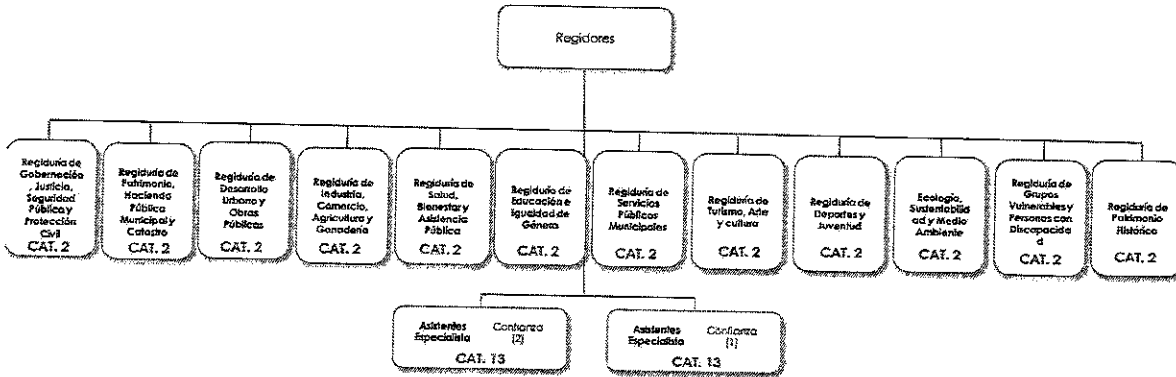 Regidores
Regiduría de
Gobernación
, Justicia,
Seguridad
Pública y
Protección
Civil
CAT. 2
Regiduría de
Patrimonio,
Hacienda
Pública
Municipal y
Catastro
CAT. 2
Regiduría de
Desarrollo
Urbano y
Obras
Públicas
CAT. 2
Regiduría de
Industria,
Comercio,
Agricultura y
Ganadería
CAT. 2
Regiduría de
Salud,
Bienestar y
Asistencia
Pública
CAT. 2
Regiduría de
Educación e
Igualdad de
Género
CAT. 2
Regiduría de
Servicios
Públicos
Municipales
CAT. 2
Regiduría de
Turismo, Arte
y cultura
CAT. 2
Regiduría de
Deportes y
Juventud
CAT. 2
Ecología,
Sustentabilid
ad y Medio
Ambiente
CAT. 2
Regiduría de
Grupos
Vulnerables y
Personas con
Discapacida
d
CAT. 2
Regiduría de
Patrimonio
Histórico
CAT. 2
Asistentes Confianza
Especialista (2)
CAT. 13
Asistentes Confianza
Especialista (1)
CAT. 13